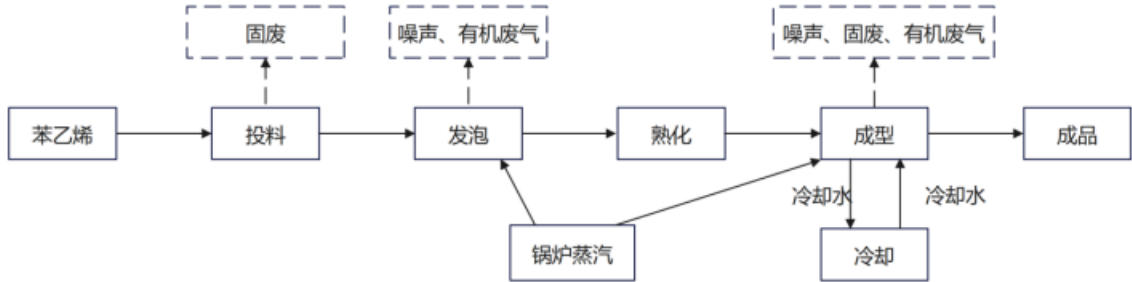 固废
噪声、有机废气
噪声、固废、有机废气
苯乙烯
投料
发泡
熟化
成型
成品
冷却水
冷却水
锅炉蒸汽
冷却